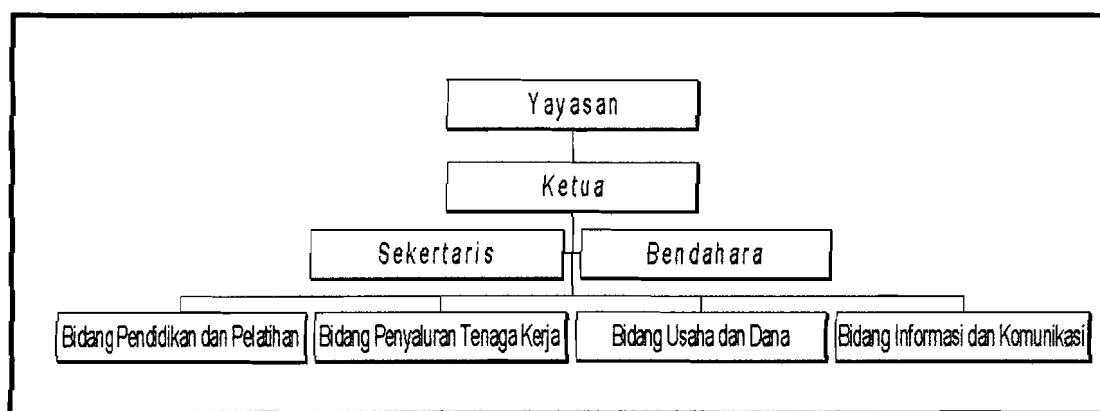 Yayasan
Ketua
Sekertaris
Bendahara
Bidang Pendidikan dan Pelatihan
Bidang Penyaluran Tenaga Kerja
Bidang Usaha dan Dana
Bidang Informasi dan Komunikasi